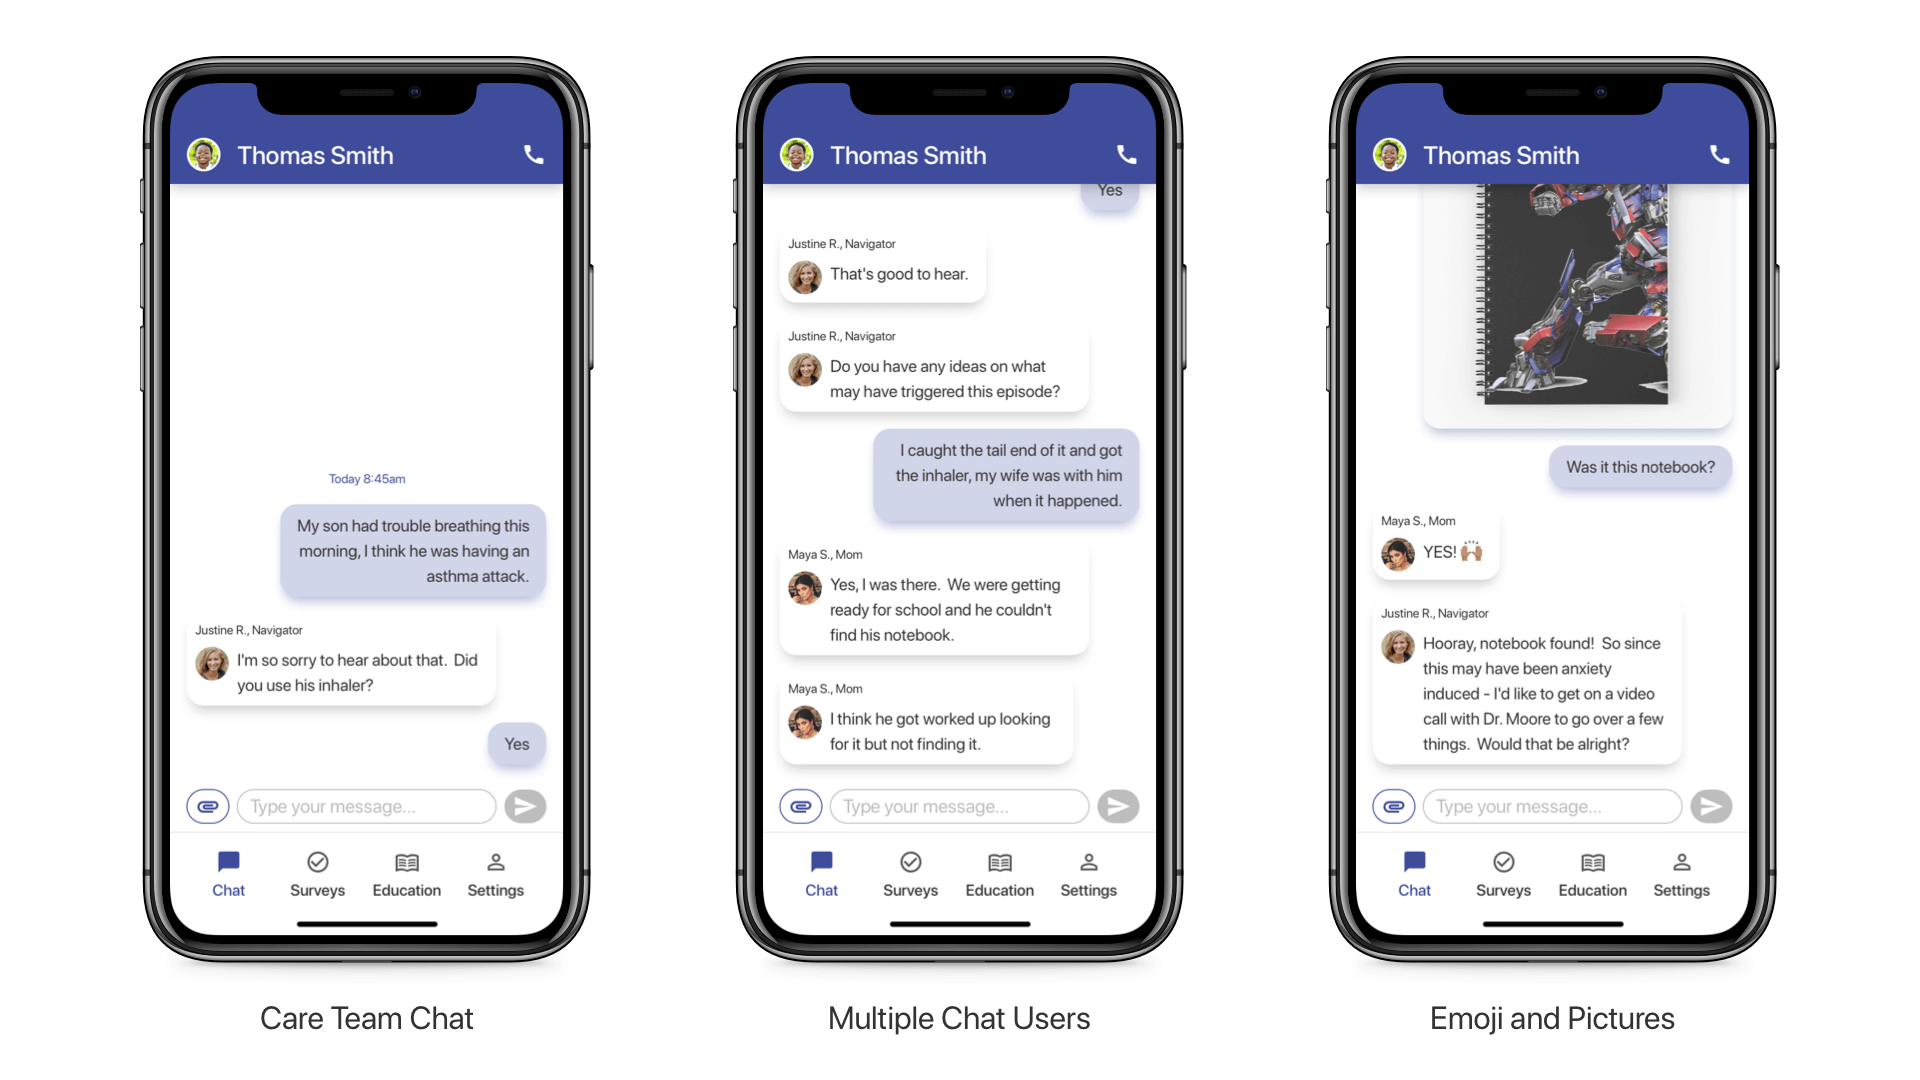 Thomas Smith
Today 8:45am
My son had trouble breathing this
morning, I think he was having an
asthma attack.
Justine R., Navigator
I'm so sorry to hear about that.  Did
you use his inhaler?
Yes
Type your message...
Chat
Surveys
Education
Settings
Care Team Chat
Thomas Smith
Yes
Justine R., Navigator
That's good to hear.
Justine R., Navigator
Do you have any ideas on what
may have triggered this episode?
I caught the tail end of it and got
the inhaler, my wife was with him
when it happened.
Maya S., Mom
Yes, I was there.  We were getting
ready for school and he couldn't
find his notebook.
Maya S., Mom
I think he got worked up looking
for it but not finding it.
Type your message...
Chat
Surveys
Education
Settings
Multiple Chat Users
Thomas Smith
Was it this notebook?
Maya S., Mom
YES! 🙌🏽
Justine R., Navigator
Hooray, notebook found!  So since
this may have been anxiety
induced - I'd like to get on a video
call with Dr. Moore to go over a few
things.  Would that be alright?
Type your message...
Chat
Surveys
Education
Settings
Emoji and Pictures